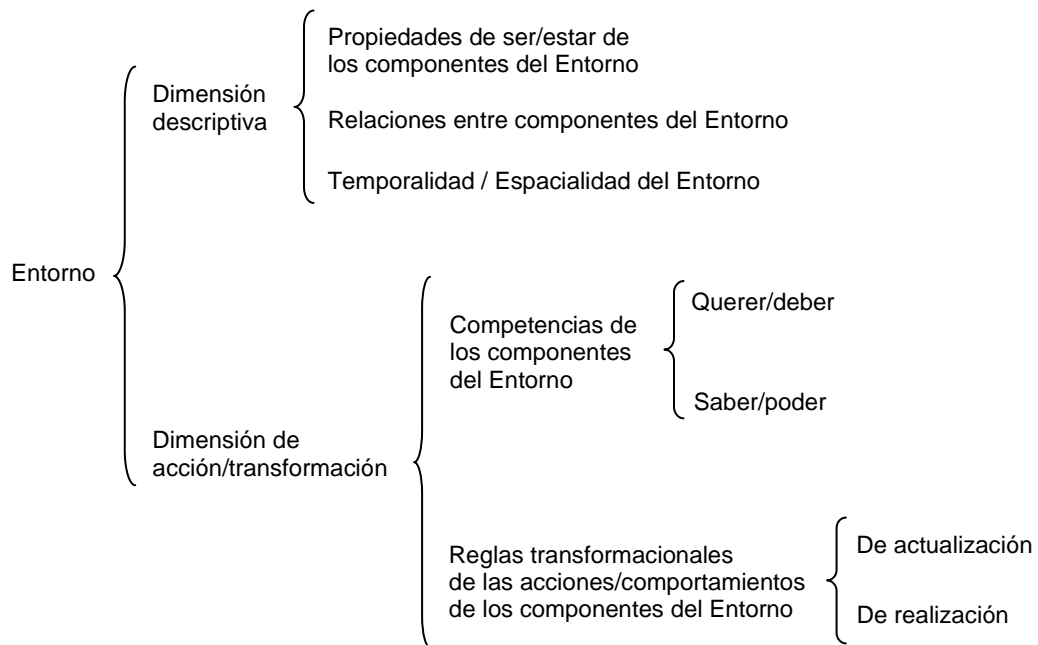 Entorno
Dimensión
descriptiva
Propiedades de ser/estar de
los componentes del Entorno
Relaciones entre componentes del Entorno
Temporalidad / Espacialidad del Entorno
Dimensión de
acción/transformación
Competencias de
los componentes
del Entorno
Querer/deber
Saber/poder
Reglas transformacionales
de las acciones/comportamientos
de los componentes del Entorno
De actualización
De realización